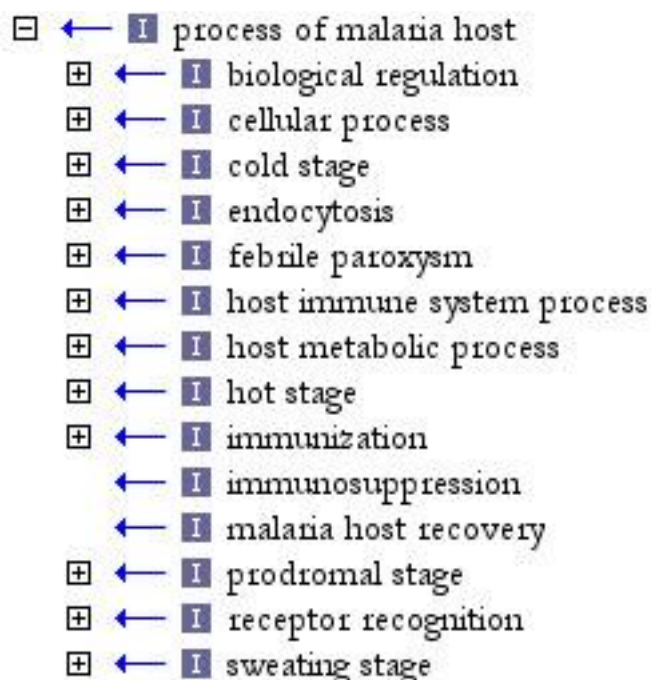 I process of malaria host
I biological regulation
I cellular process
I cold stage
I endocytosis
I febrile paroxysm
I host immune system process
I host metabolic process
I hot stage
I immunization
I immunosuppression
I malaria host recovery
I prodromal stage
I receptor recognition
I sweating stage